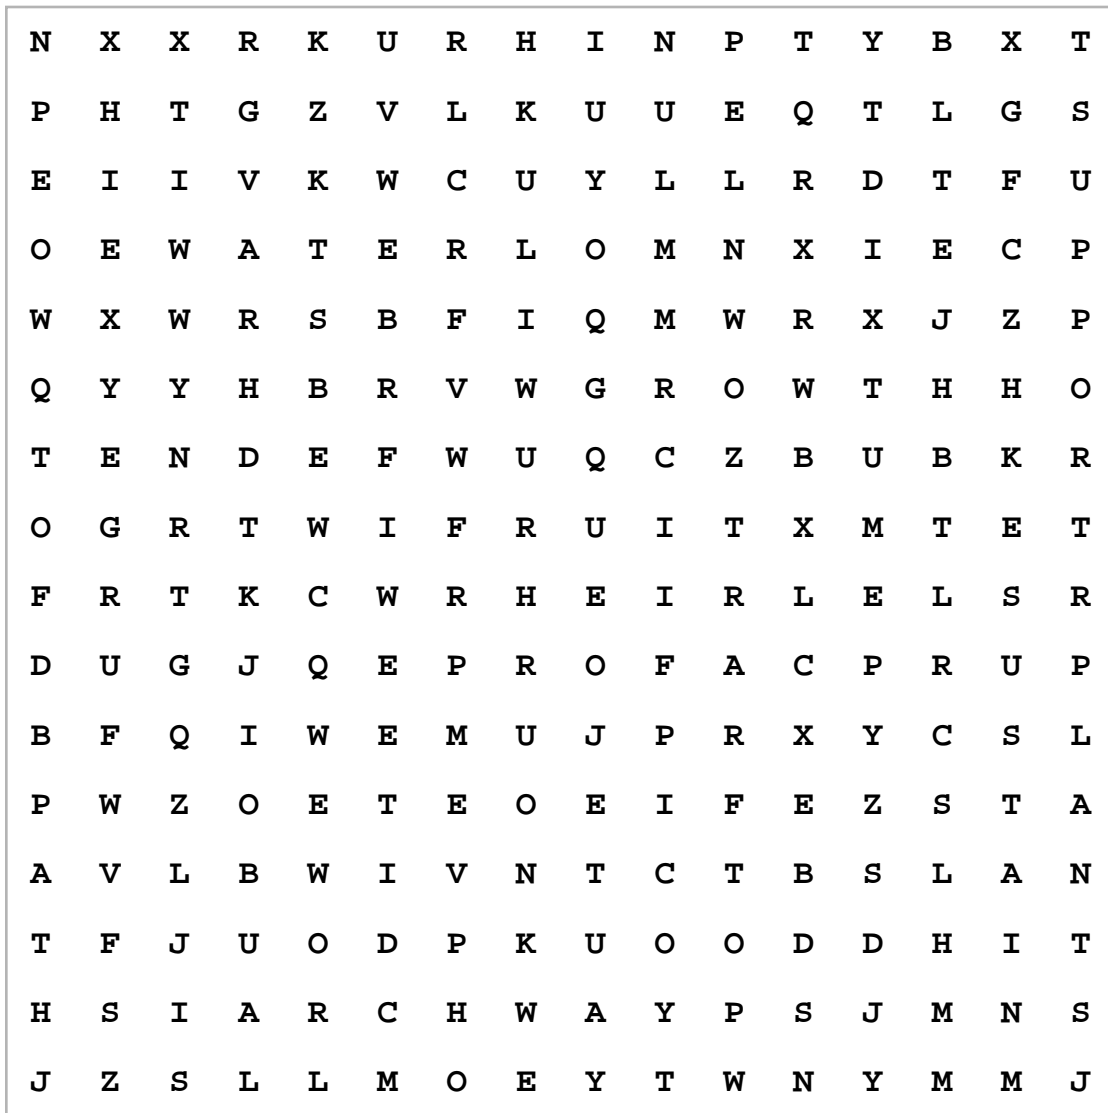 N X X R K U R H I N P T Y B X T
P H T G Z V L K U U E Q T L G S
E I I V K W C U Y L L R D T F U
O E W A T E R L O M N X I E C P
W X W R S B F I Q M W R X J Z P
Q Y Y H B R V W G R O W T H H O
T E N D E F W U Q C Z B U B K R
O G R T W I F R U I T X M T E T
F R T K C W R H E I R L E L S R
D U G J Q E P R O F A C P R U P
B F Q I W E M U J P R X Y C S L
P W Z O E T E O E I F E Z S T A
A V L B W I V N T C T B S L A N
T F J U O D P K U O O D D H I T
H S I A R C H W A Y P S J M N S
J Z S L L M O E Y T W N Y M M J